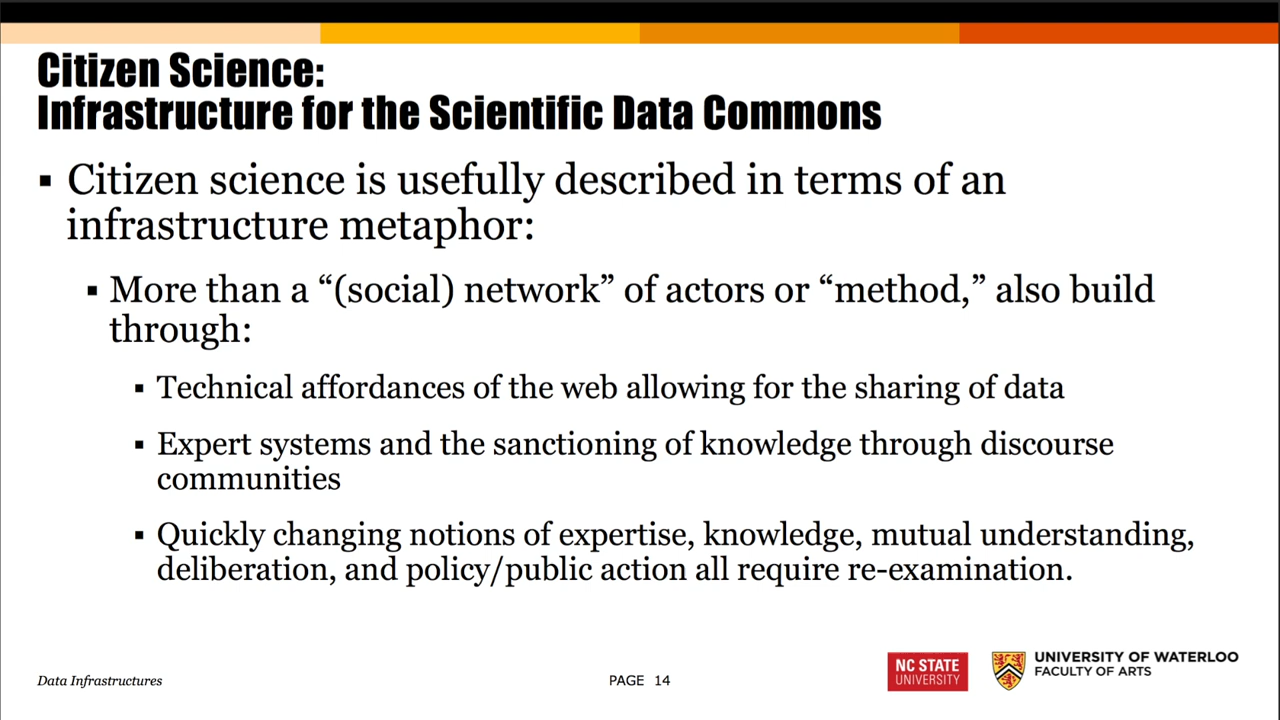 Citizen Science:
Infrastructure for the Scientific Data Commons
▪ Citizen science is usefully described in terms of an
infrastructure metaphor:
▪ More than a “(social) network” of actors or “method,” also build
through:
▪ Technical affordances of the web allowing for the sharing of data
▪ Expert systems and the sanctioning of knowledge through discourse
communities
▪ Quickly changing notions of expertise, knowledge, mutual understanding,
deliberation, and policy/public action all require re-examination.
Data Infrastructures
PAGE 14
NC STATE
UNIVERSITY
UNIVERSITY OF WATERLOO
FACULTY OF ARTS